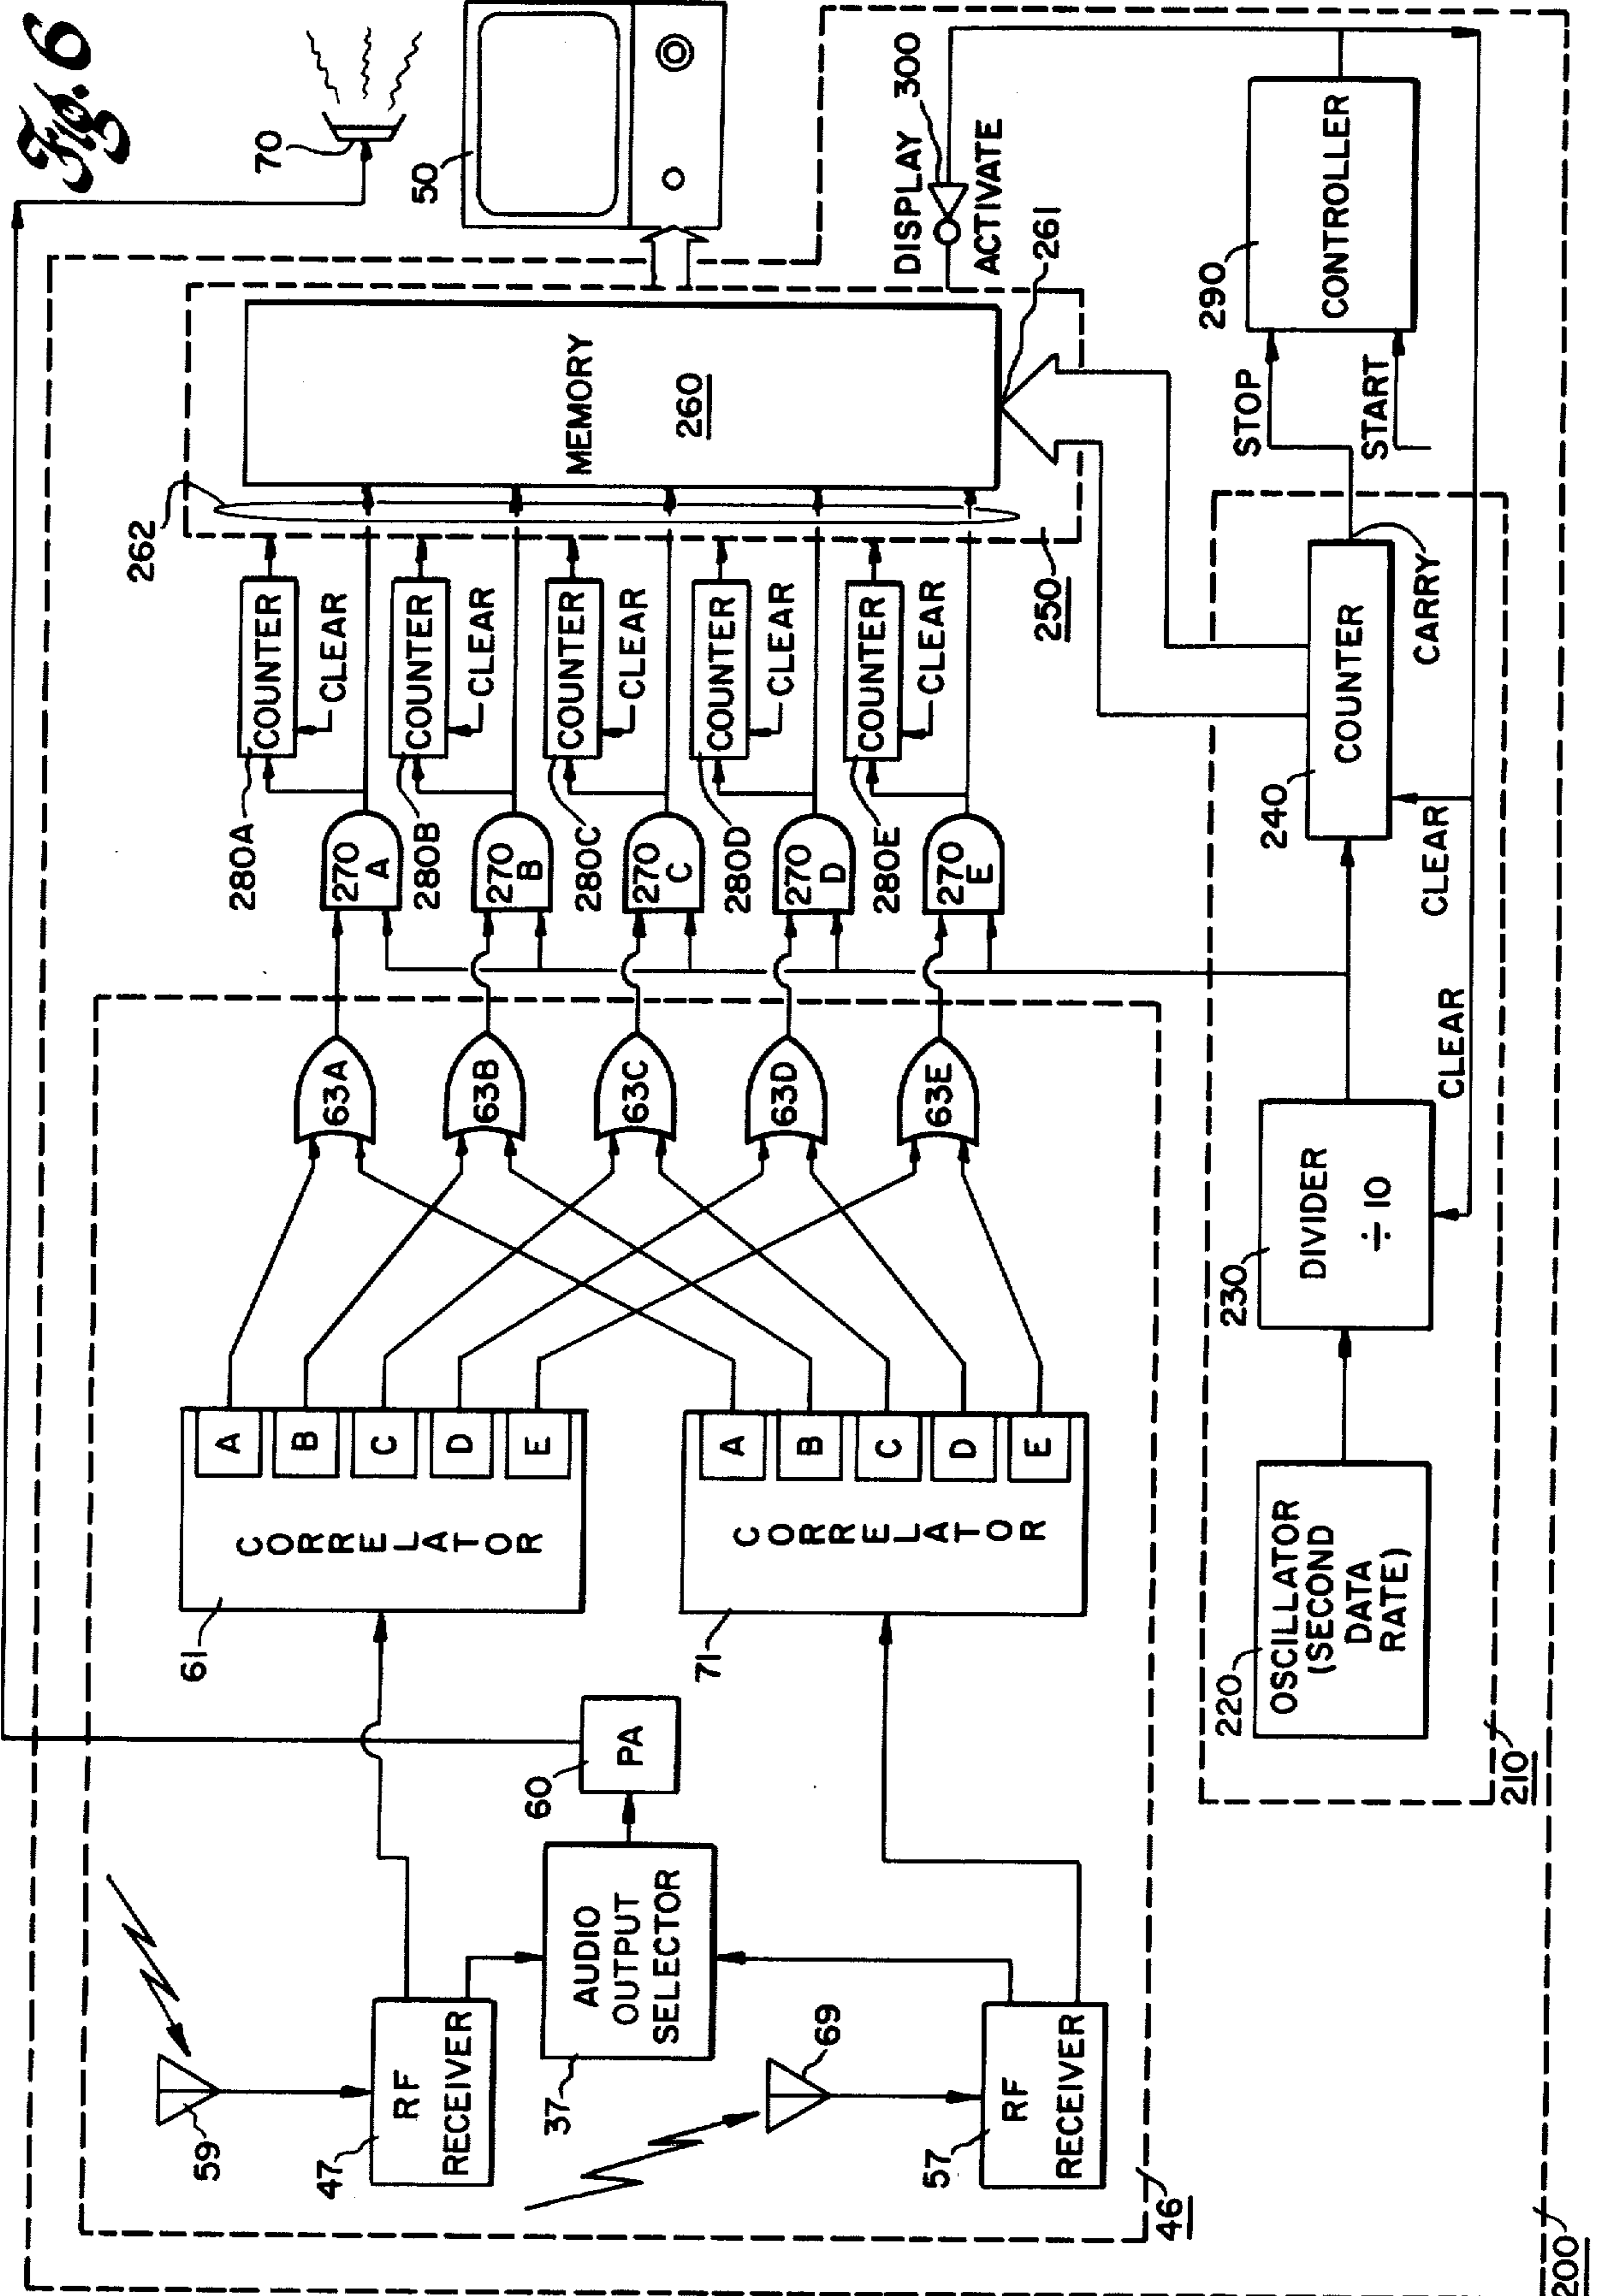 Fig. 6
70
50
DISPLAY
ACTIVATE
300
261
262
MEMORY
260
250
290
CONTROLLER
STOP
START
280A
COUNTER
CLEAR
280B
COUNTER
CLEAR
280C
COUNTER
CLEAR
280D
COUNTER
CLEAR
280E
COUNTER
CLEAR
270
A
270
B
270
C
270
D
270
E
240
COUNTER
CARRY
CLEAR
CLEAR
63A
63B
63C
63D
63E
230
DIVIDER
÷10
61
CORRELATOR
A
B
C
D
E
71
CORRELATOR
A
B
C
D
E
220
OSCILLATOR
(SECOND
DATA
RATE)
210
60
PA
37
AUDIO
OUTPUT
SELECTOR
59
47
RF
RECEIVER
69
57
RF
RECEIVER
46
200